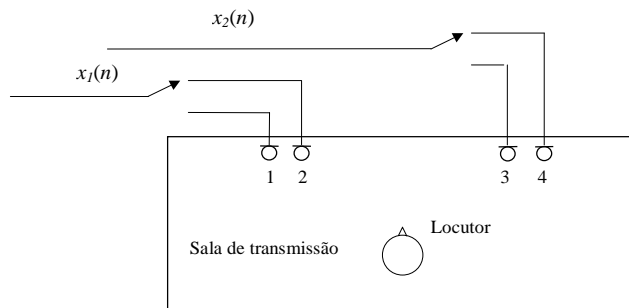 x2(n)
x1(n)
1 2 3 4
Locutor
Sala de transmissão